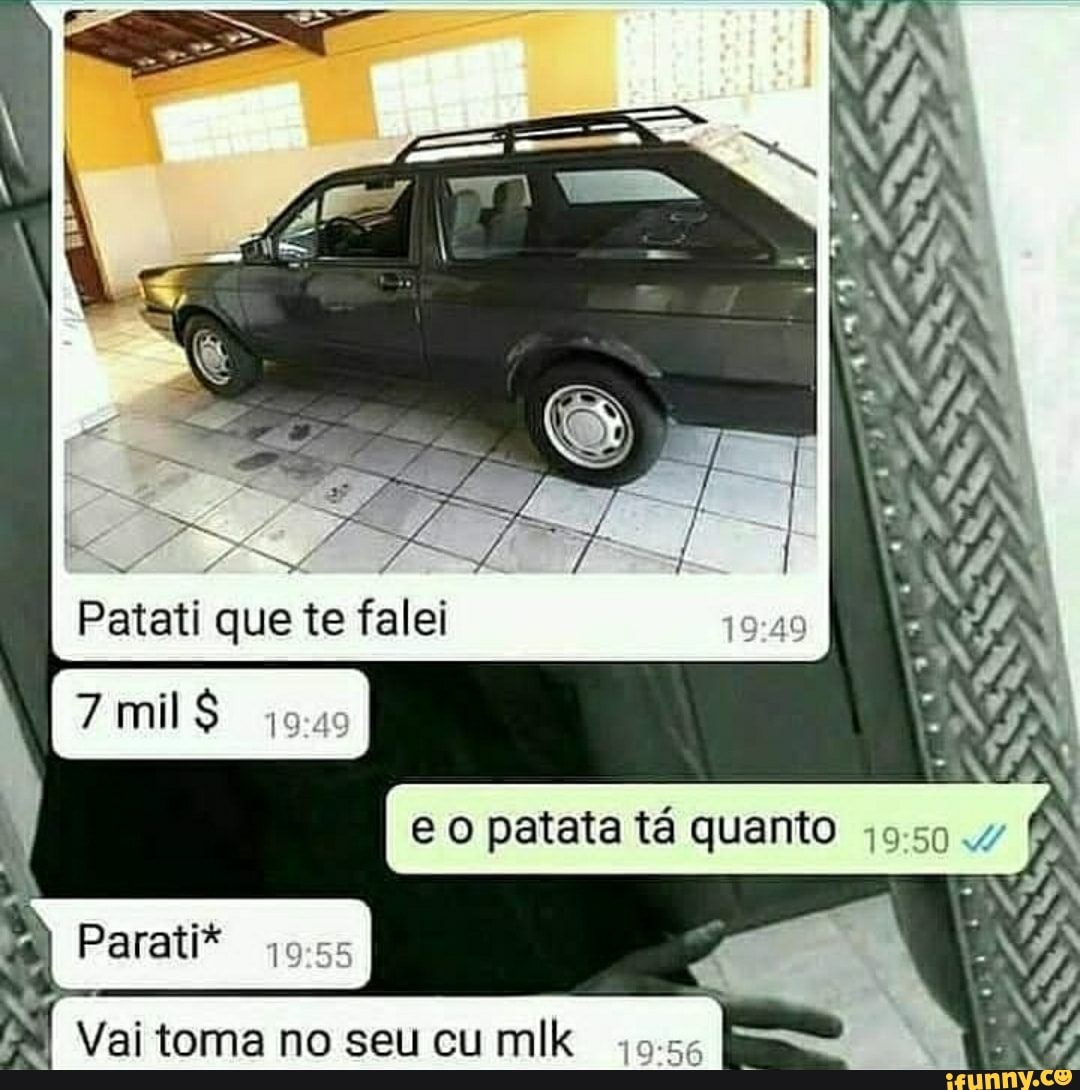 Patati que te falei 19:49
7 mil $ 19:49
e o patata tá quanto 19:50
Parati* 19:55
Vai toma no seu cu mlk 19:56
ifunny.co